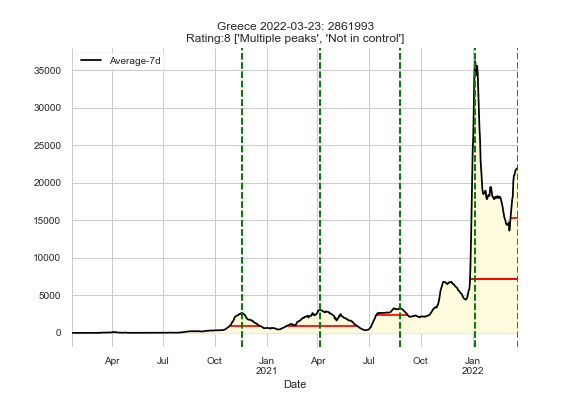 Greece 2022-03-23: 2861993
Rating:8 ['Multiple peaks', 'Not in control']
Average-7d
35000
30000
25000
20000
15000
10000
5000
0
Apr Jul Oct Jan Apr Jul Oct Jan
2021 2022
Date